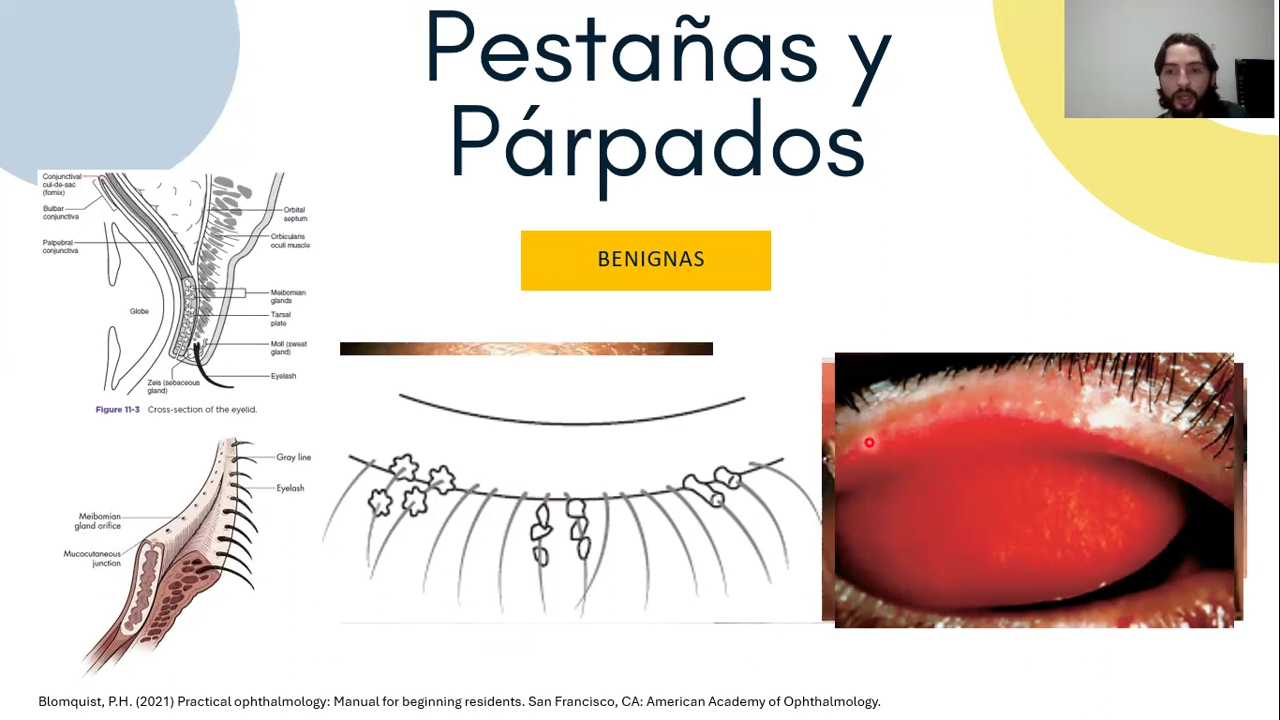 Pestañas y
Párpados
BENIGNAS
Conjunctival
cul-de-sac
(fornix)
Bulbar
conjunctiva
Palpebral
conjunctiva
Orbital
septum
Orbicularis
oculi muscle
Meibomian
glands
Globe
Tarsal
plate
Moll (sweat
gland)
Eyelash
Zeis (sebaceous
gland)
Figure 11-3 Cross-section of the eyelid.
Gray line
Eyelash
Meibomian
gland orifice
Mucocutaneous
junction
Blomquist, P.H. (2021) Practical ophthalmology: Manual for beginning residents. San Francisco, CA: American Academy of Ophthalmology.